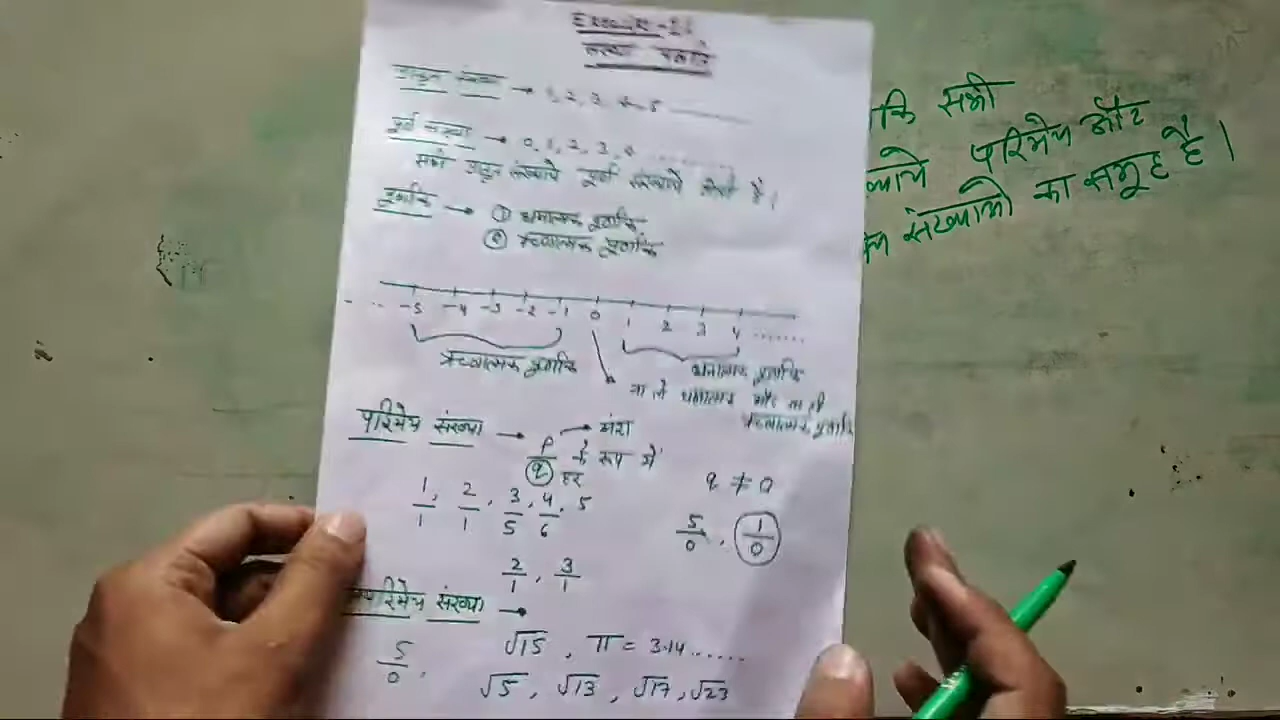 Exercise - 1.1
संख्या पद्धति
प्राकृत संख्या → 1, 2, 3, 4, 5
पूर्ण संख्या → 0, 1, 2, 3, 4 ........
सभी प्राकृत संख्याये पूर्ण संख्याये होती है।
पूर्णांक → ① धनात्मक पूर्णांक
② ऋणात्मक पूर्णांक
... -5 -4 -3 -2 -1 0 1 2 3 4 .......
ऋणात्मक पूर्णांक
धनात्मक पूर्णांक
ना तो धनात्मक और ना ही
ऋणात्मक पूर्णांक
परिमेय संख्या → p/q के रूप में
अंश
हर
q ≠ 0
1/1, 2/1, 3/5, 4/6, 5
5/0, 1/0
2/1, 3/1
परिमेय संख्या →
5/0, √15, π = 3.14......
√5, √13, √17, √23
कि सभी
परिमेय और
संख्याओ का समूह है।